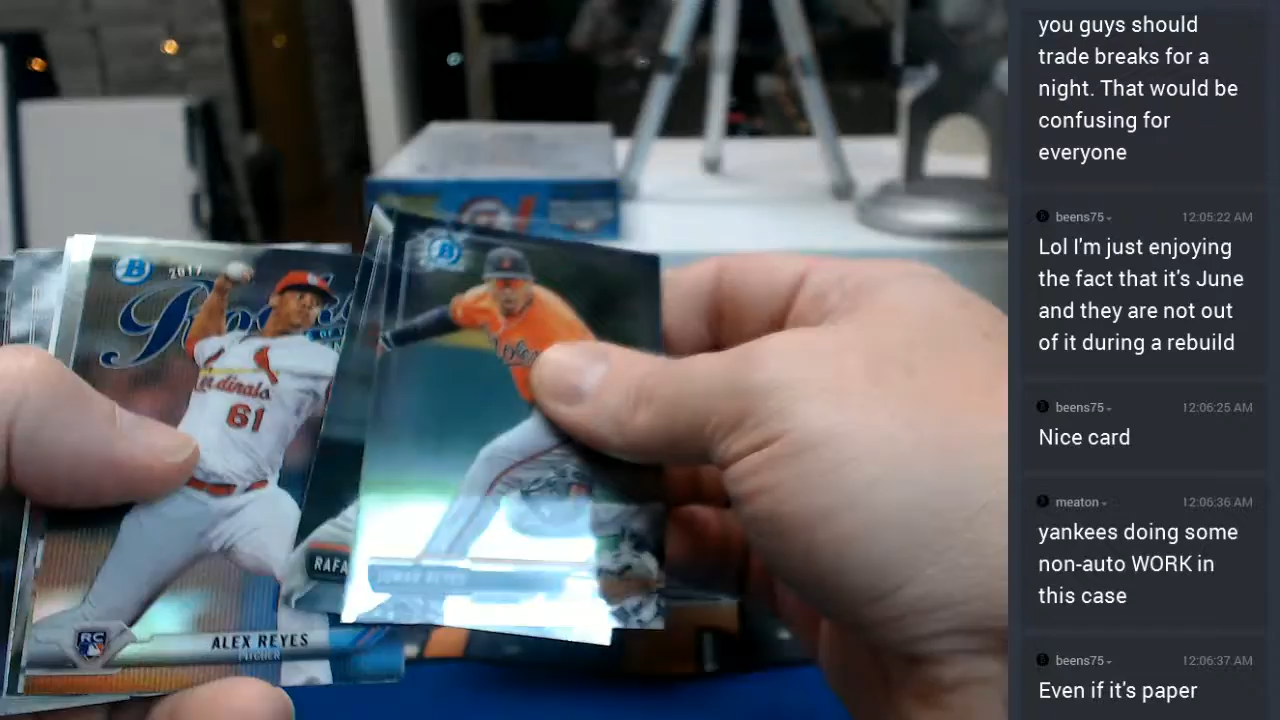 you guys should
trade breaks for a
night. That would be
confusing for
everyone
beens75
12:05:22 AM
Lol I'm just enjoying
the fact that it's June
and they are not out
of it during a rebuild
beens75
12:06:25 AM
Nice card
meaton
12:06:36 AM
yankees doing some
non-auto WORK in
this case
beens75
12:06:37 AM
Even if it's paper
B
2017
Cardinals
61
RC
ALEX REYES
PITCHER
B
RAFA
JOMAR REYES